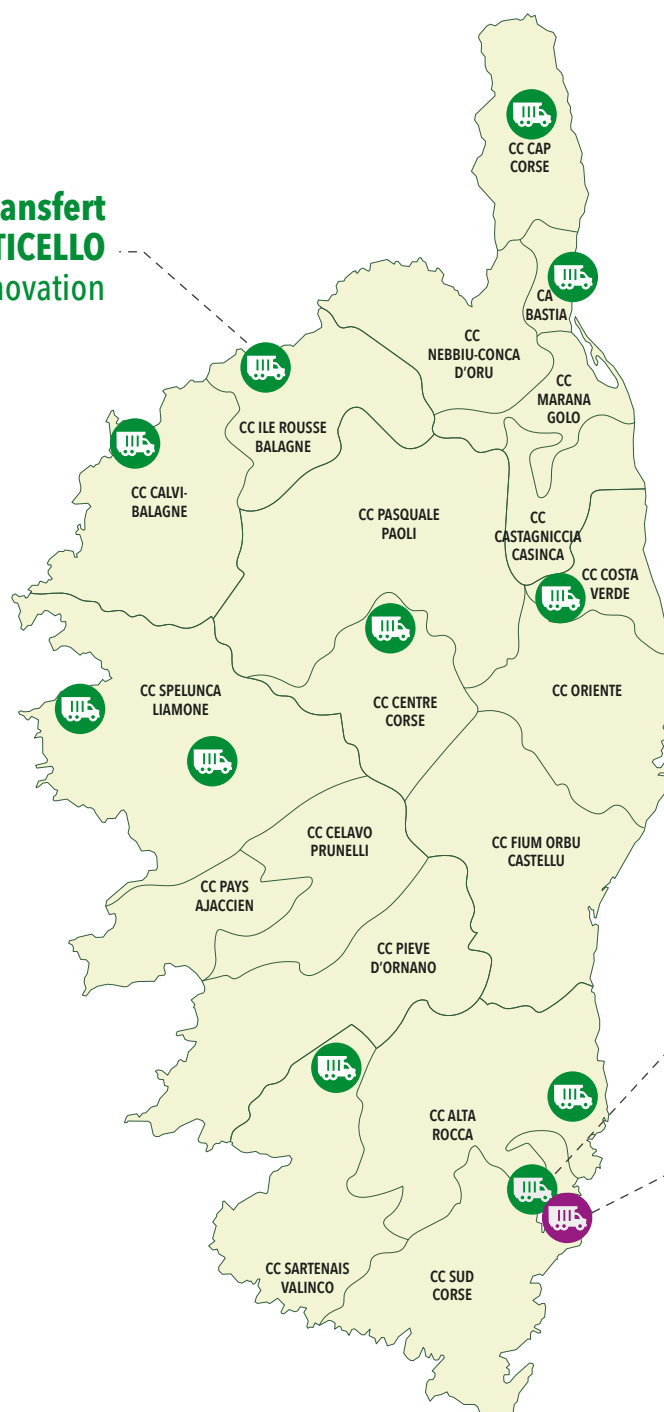 CC CAP
CORSE
ansfert
TICELLO
novation
CA
BASTIA
CC
NEBBIU-CONCA
D'ORU
CC
MARANA
GOLO
CC ILE ROUSSE
BALAGNE
CC CALVI-
BALAGNE
CC PASQUALE
PAOLI
CC
CASTAGNICCIA
CASINCA
CC COSTA
VERDE
CC SPELUNCA
LIAMONE
CC CENTRE
CORSE
CC ORIENTE
CC CELAVO
PRUNELLI
CC FIUM ORBU
CASTELLU
CC PAYS
AJACCIEN
CC PIEVE
D'ORNANO
CC ALTA
ROCCA
CC SARTENAIS
VALINCO
CC SUD
CORSE